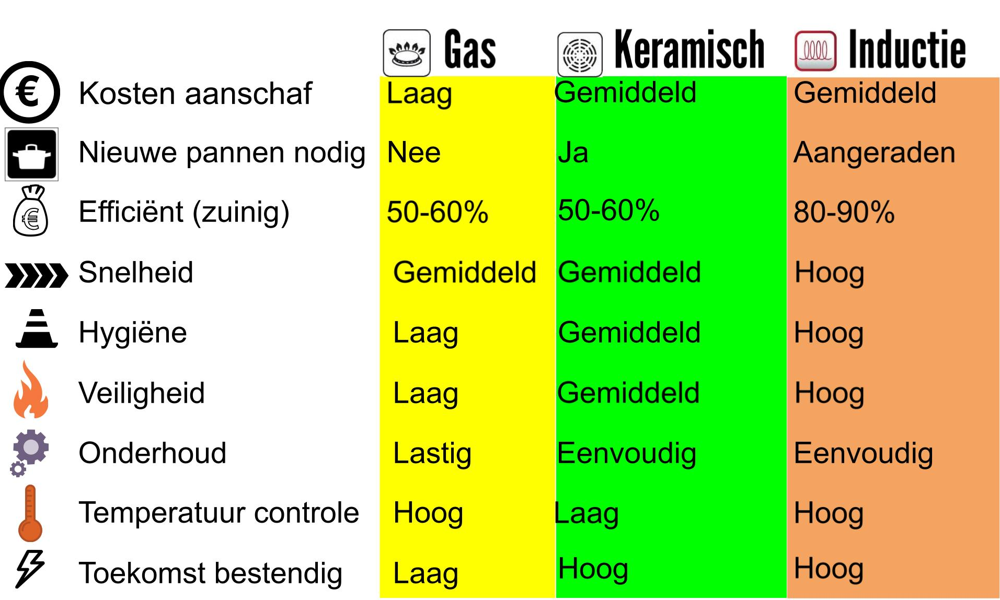 Gas Keramisch Inductie
€ Kosten aanschaf Laag Gemiddeld Gemiddeld
Nieuwe pannen nodig Nee Ja Aangeraden
€ Efficiënt (zuinig) 50-60% 50-60% 80-90%
Snelheid Gemiddeld Gemiddeld Hoog
Hygiëne Laag Gemiddeld Hoog
Veiligheid Laag Gemiddeld Hoog
Onderhoud Lastig Eenvoudig Eenvoudig
Temperatuur controle Hoog Laag Hoog
Toekomst bestendig Laag Hoog Hoog